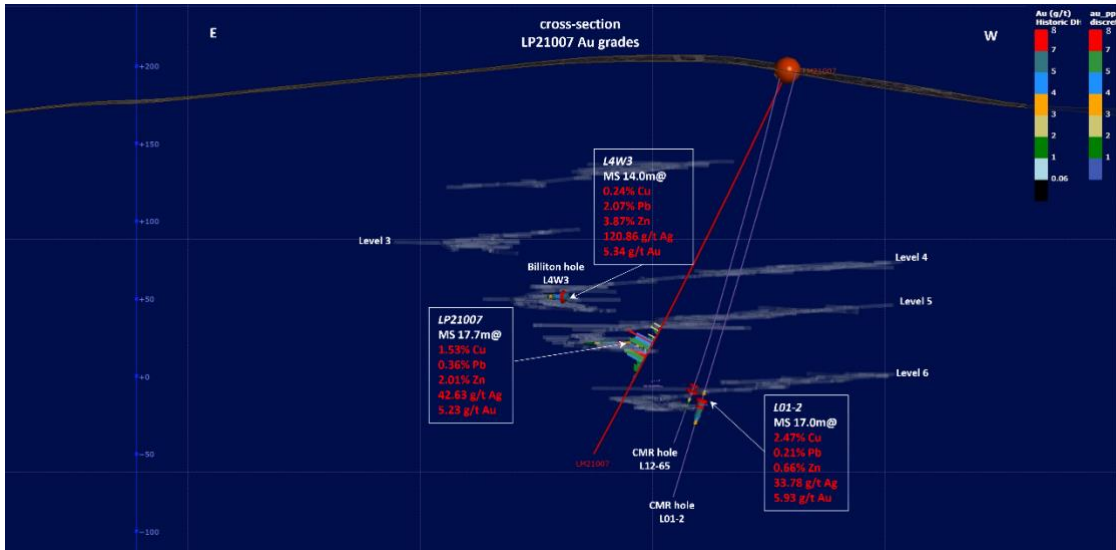 cross-section
LP21007 Au grades
E
W
Au (g/t)
Historic DH
8
7
5
4
3
2
1
0.06
au_pp
discret
8
7
5
4
3
2
1
+200
+150
+100
+50
+0
−50
−100
LM21007
L4W3
MS 14.0m@
0.24% Cu
2.07% Pb
3.87% Zn
120.86 g/t Ag
5.34 g/t Au
Level 3
Level 4
Billiton hole
L4W3
Level 5
LP21007
MS 17.7m@
1.53% Cu
0.36% Pb
2.01% Zn
42.63 g/t Ag
5.23 g/t Au
Level 6
L01-2
MS 17.0m@
2.47% Cu
0.21% Pb
0.66% Zn
33.78 g/t Ag
5.93 g/t Au
LM21007
CMR hole
L12-65
CMR hole
L01-2